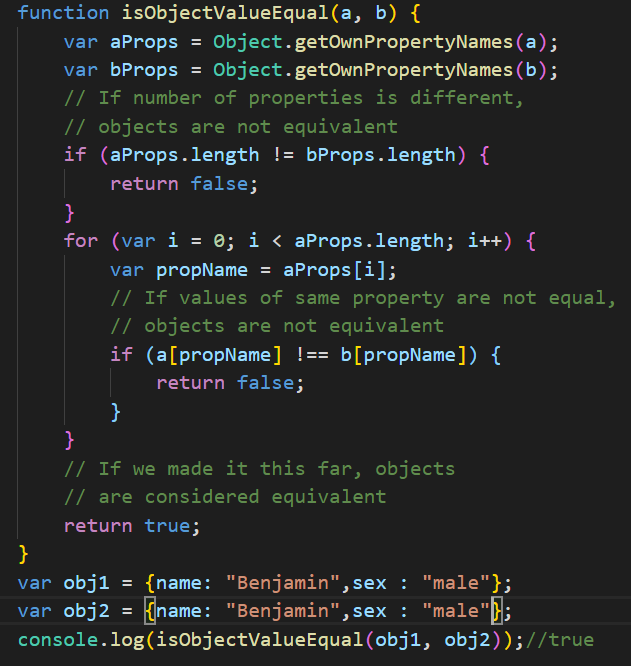 function isObjectValueEqual(a, b) {
    var aProps = Object.getOwnPropertyNames(a);
    var bProps = Object.getOwnPropertyNames(b);
    // If number of properties is different,
    // objects are not equivalent
    if (aProps.length != bProps.length) {
        return false;
    }
    for (var i = 0; i < aProps.length; i++) {
        var propName = aProps[i];
        // If values of same property are not equal,
        // objects are not equivalent
        if (a[propName] !== b[propName]) {
            return false;
        }
    }
    // If we made it this far, objects
    // are considered equivalent
    return true;
}
var obj1 = {name: "Benjamin",sex : "male"};
var obj2 = {name: "Benjamin",sex : "male"};
console.log(isObjectValueEqual(obj1, obj2));//true